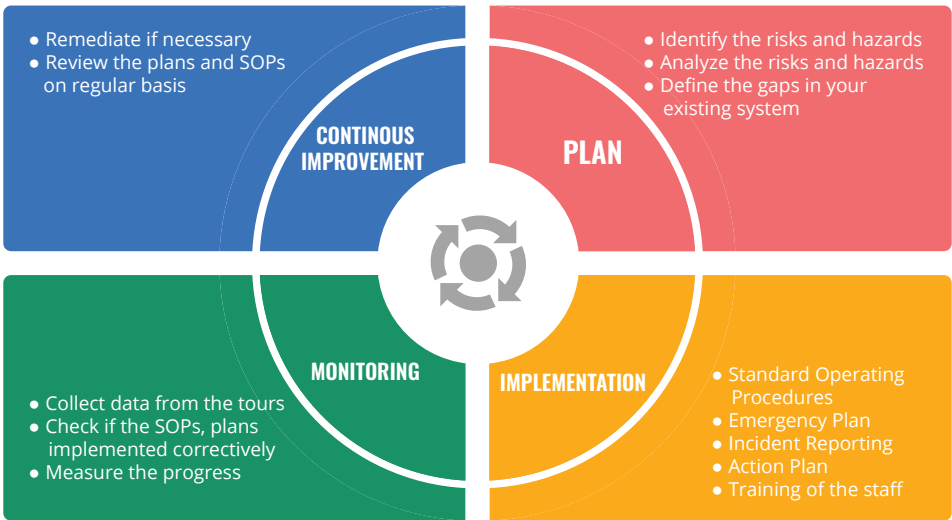 ● Remediate if necessary
● Review the plans and SOPs
on regular basis
CONTINOUS
IMPROVEMENT
● Identify the risks and hazards
● Analyze the risks and hazards
● Define the gaps in your
existing system
PLAN
MONITORING
● Collect data from the tours
● Check if the SOPs, plans
implemented correctively
● Measure the progress
IMPLEMENTATION
● Standard Operating
Procedures
● Emergency Plan
● Incident Reporting
● Action Plan
● Training of the staff